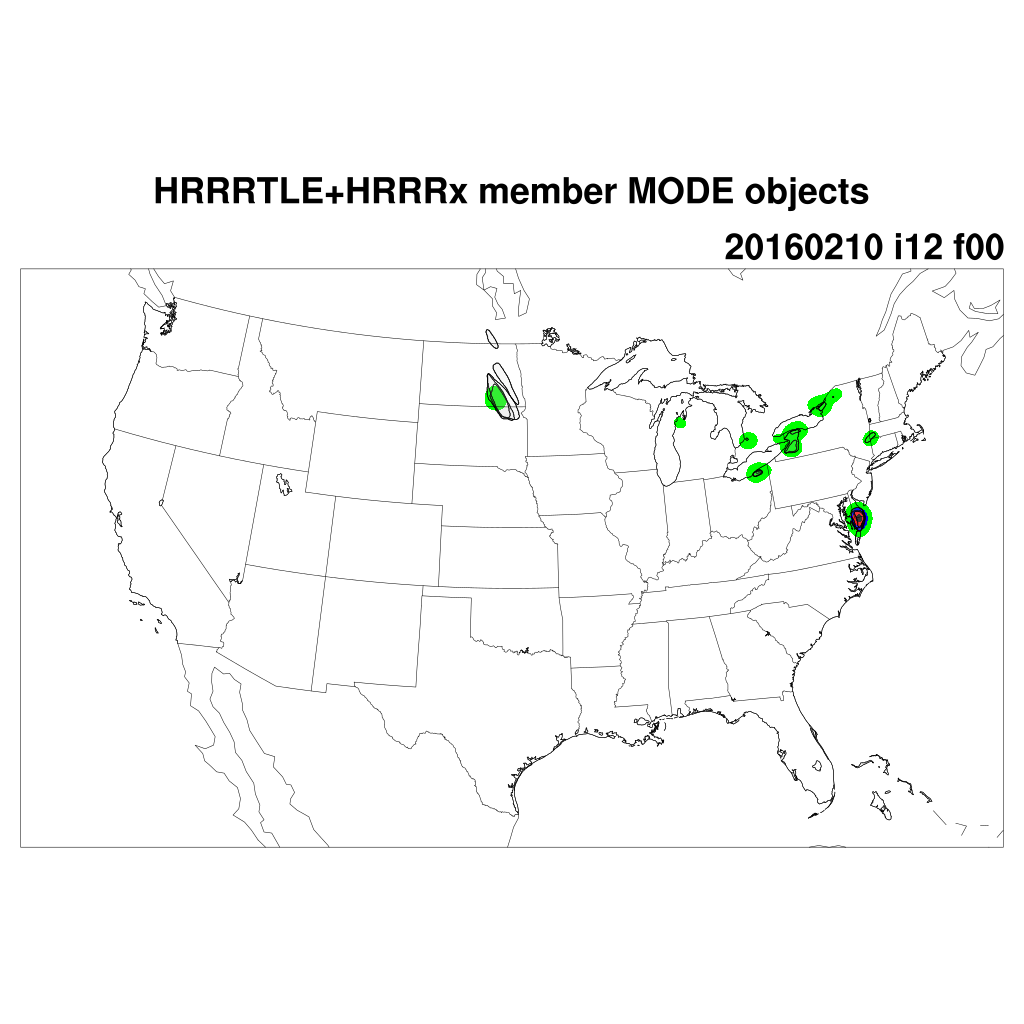 HRRRTLE+HRRRx member MODE objects
20160210 i12 f00